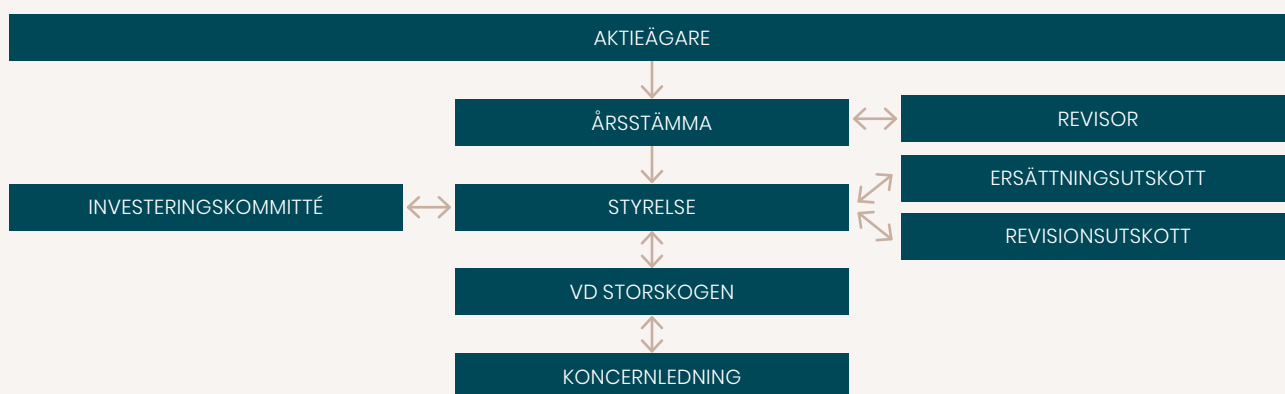 AKTIEÄGARE
ÅRSSTÄMMA
REVISOR
ERSÄTTNINGSUTSKOTT
INVESTERINGSKOMMITTÉ
STYRELSE
REVISIONSUTSKOTT
VD STORSKOGEN
KONCERNLEDNING